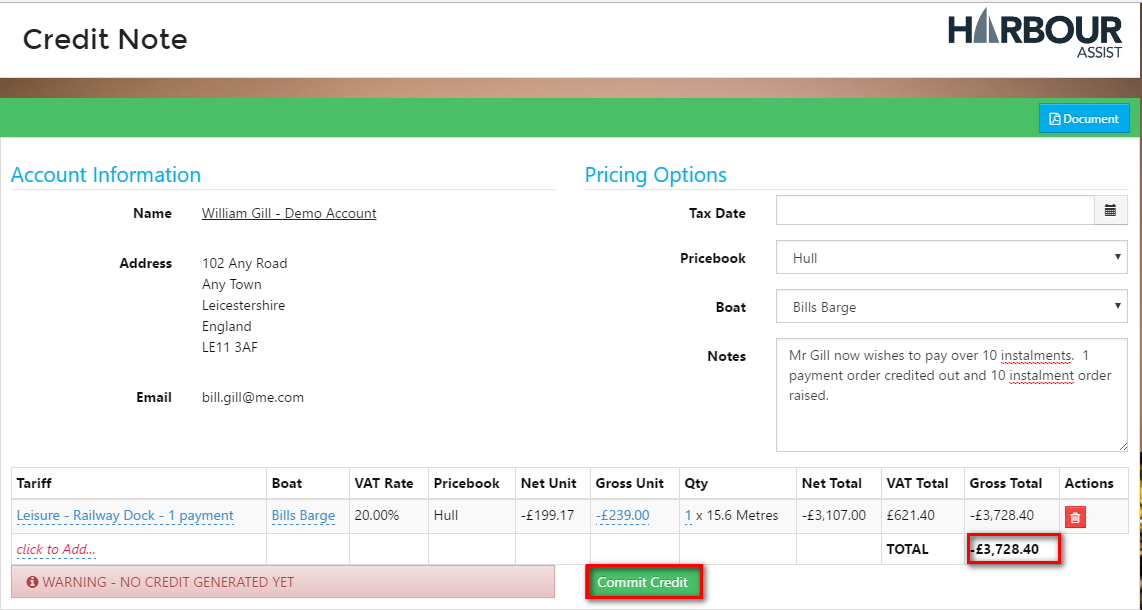 Credit Note
HARBOUR
ASSIST
Document
Account Information
Name William Gill - Demo Account
Address 102 Any Road
Any Town
Leicestershire
England
LE11 3AF
Email bill.gill@me.com
Pricing Options
Tax Date
Pricebook Hull
Boat Bills Barge
Notes Mr Gill now wishes to pay over 10 instalments. 1
payment order credited out and 10 instalment order
raised.
Tariff Boat VAT Rate Pricebook Net Unit Gross Unit Qty Net Total VAT Total Gross Total Actions
Leisure - Railway Dock - 1 payment Bills Barge 20.00% Hull -£199.17 -£239.00 1 x 15.6 Metres -£3,107.00 £621.40 -£3,728.40
click to Add... TOTAL -£3,728.40
WARNING - NO CREDIT GENERATED YET Commit Credit